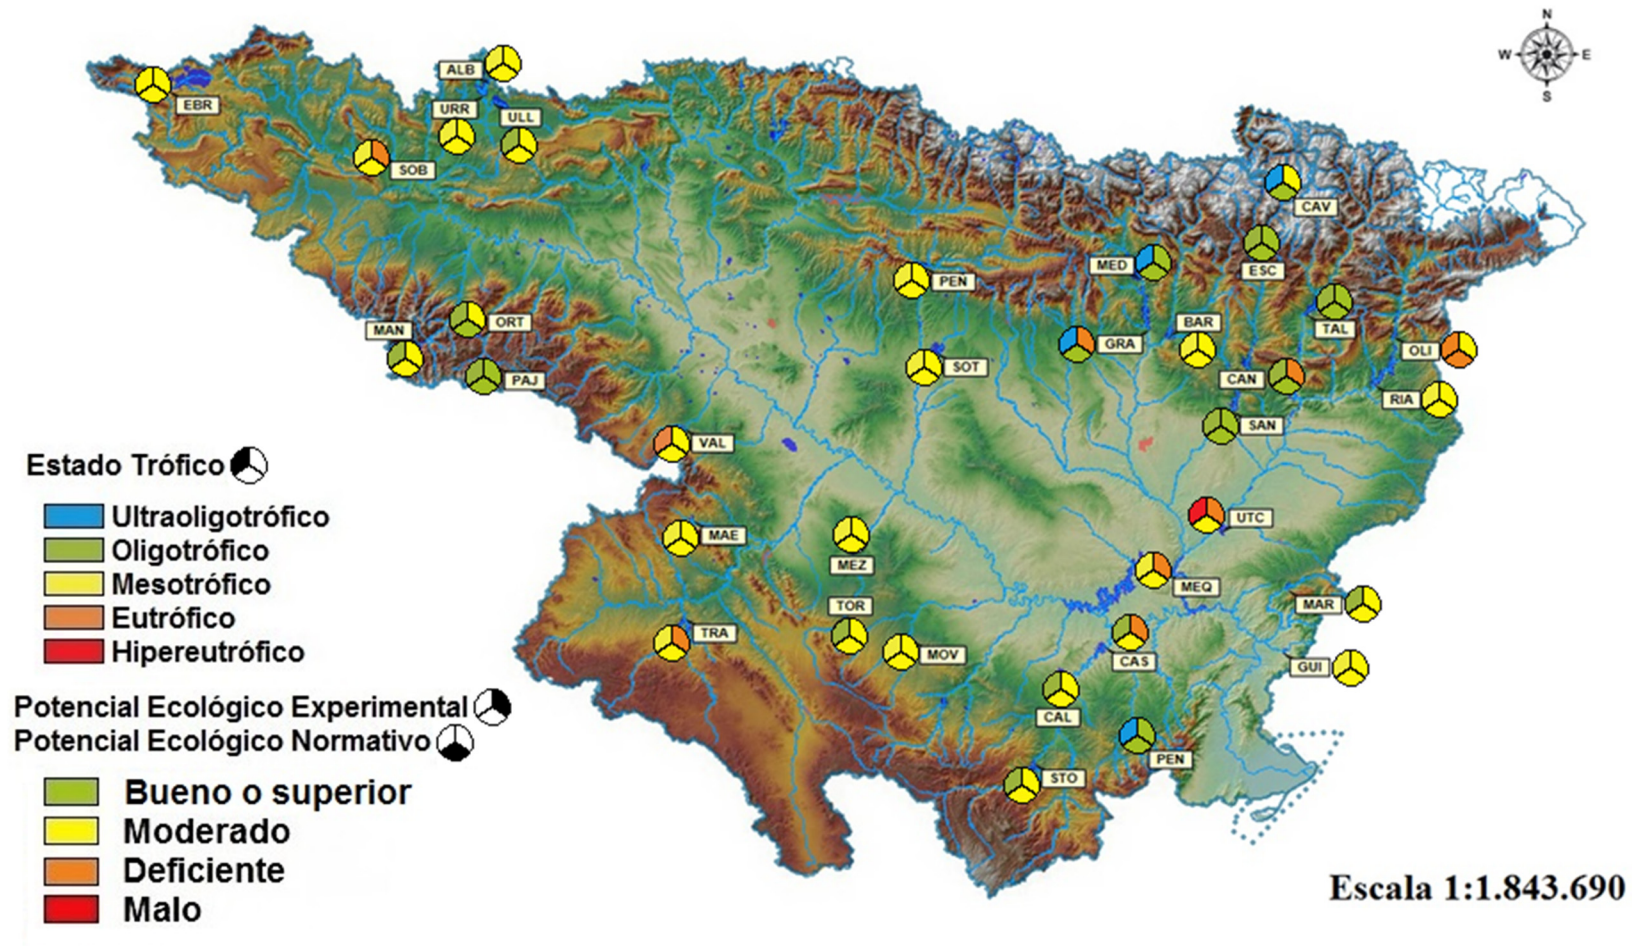 N
W E
S
ALB
EBR
URR
ULL
SOB
CAV
MED
ESC
PEN
ORT
MAN
BAR
TAL
GRA
OLI
SOT
PAJ
CAN
RIA
SAN
VAL
Estado Trófico
Ultraoligotrófico
Oligotrófico
Mesotrófico
Eutrófico
Hipereutrófico
UTC
MAE
MEZ
MEQ
TOR
MAR
TRA
MOV
CAS
GUI
CAL
PEN
STO
Potencial Ecológico Experimental
Potencial Ecológico Normativo
Bueno o superior
Moderado
Deficiente
Malo
Escala 1:1.843.690